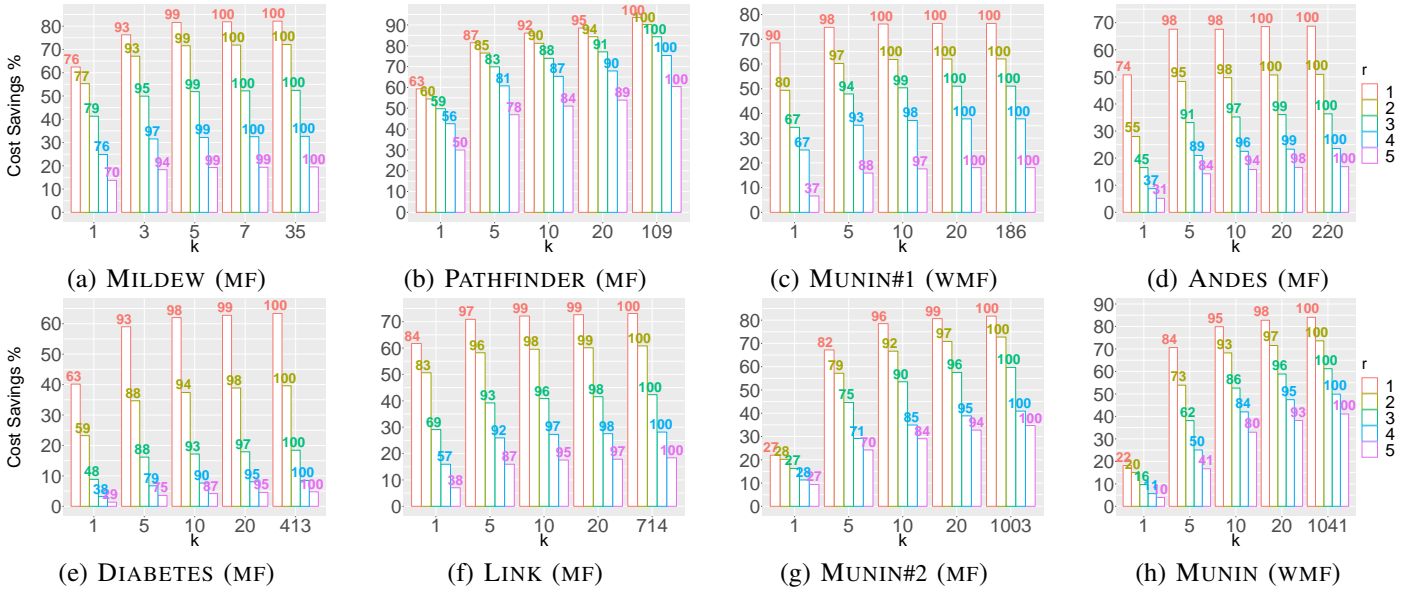 Cost Savings %
90
80
70
60
50
40
30
20
10
0
76 77 79 76 70
93 93 95 97 94
99 99 99 99 99
100 100 100 100 99
100 100 100 100 100
1 3 5 7 35
k
(a) MILDEW (MF)
90
80
70
60
50
40
30
20
10
0
63 60 59 56 50
87 85 83 81 78
92 90 88 87 84
95 94 91 90 89
100 100 100 100 100
1 5 10 20 109
k
(b) PATHFINDER (MF)
80
70
60
50
40
30
20
10
0
90 80 67 67 37
98 97 94 93 88
100 100 99 98 97
100 100 100 100 100
100 100 100 100 100
1 5 10 20 186
k
(c) MUNIN#1 (WMF)
70
60
50
40
30
20
10
0
74 55 45 37 31
98 95 91 89 84
98 98 97 96 94
100 100 99 99 98
100 100 100 100 100
1 5 10 20 220
k
(d) ANDES (MF)
r
1
2
3
4
5
Cost Savings %
60
50
40
30
20
10
0
63 59 48 38 29
93 88 88 79 75
98 94 93 90 87
99 98 97 95 95
100 100 100 100 100
1 5 10 20 413
k
(e) DIABETES (MF)
70
60
50
40
30
20
10
0
84 83 69 57 38
97 96 93 92 87
99 98 96 97 95
99 99 98 98 97
100 100 100 100 100
1 5 10 20 714
k
(f) LINK (MF)
80
70
60
50
40
30
20
10
0
27 28 27 28 27
82 79 75 71 70
96 92 90 85 84
99 97 96 95 94
100 100 100 100 100
1 5 10 20 1003
k
(g) MUNIN#2 (MF)
90
80
70
60
50
40
30
20
10
0
22 20 16 11 10
84 73 62 50 41
95 93 86 84 80
98 97 96 95 93
100 100 100 100 100
1 5 10 20 1041
k
(h) MUNIN (WMF)
r
1
2
3
4
5